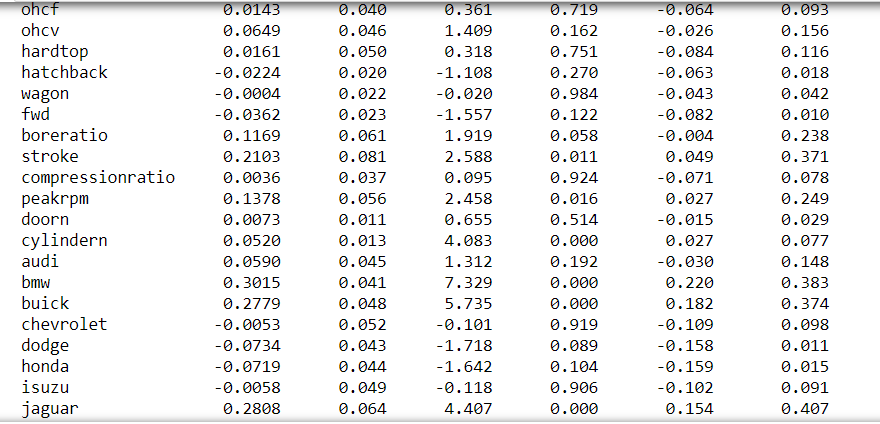 ohcf 0.0143 0.040 0.361 0.719 -0.064 0.093
ohcv 0.0649 0.046 1.409 0.162 -0.026 0.156
hardtop 0.0161 0.050 0.318 0.751 -0.084 0.116
hatchback -0.0224 0.020 -1.108 0.270 -0.063 0.018
wagon -0.0004 0.022 -0.020 0.984 -0.043 0.042
fwd -0.0362 0.023 -1.557 0.122 -0.082 0.010
boreratio 0.1169 0.061 1.919 0.058 -0.004 0.238
stroke 0.2103 0.081 2.588 0.011 0.049 0.371
compressionratio 0.0036 0.037 0.095 0.924 -0.071 0.078
peakrpm 0.1378 0.056 2.458 0.016 0.027 0.249
doorn 0.0073 0.011 0.655 0.514 -0.015 0.029
cylindern 0.0520 0.013 4.083 0.000 0.027 0.077
audi 0.0590 0.045 1.312 0.192 -0.030 0.148
bmw 0.3015 0.041 7.329 0.000 0.220 0.383
buick 0.2779 0.048 5.735 0.000 0.182 0.374
chevrolet -0.0053 0.052 -0.101 0.919 -0.109 0.098
dodge -0.0734 0.043 -1.718 0.089 -0.158 0.011
honda -0.0719 0.044 -1.642 0.104 -0.159 0.015
isuzu -0.0058 0.049 -0.118 0.906 -0.102 0.091
jaguar 0.2808 0.064 4.407 0.000 0.154 0.407